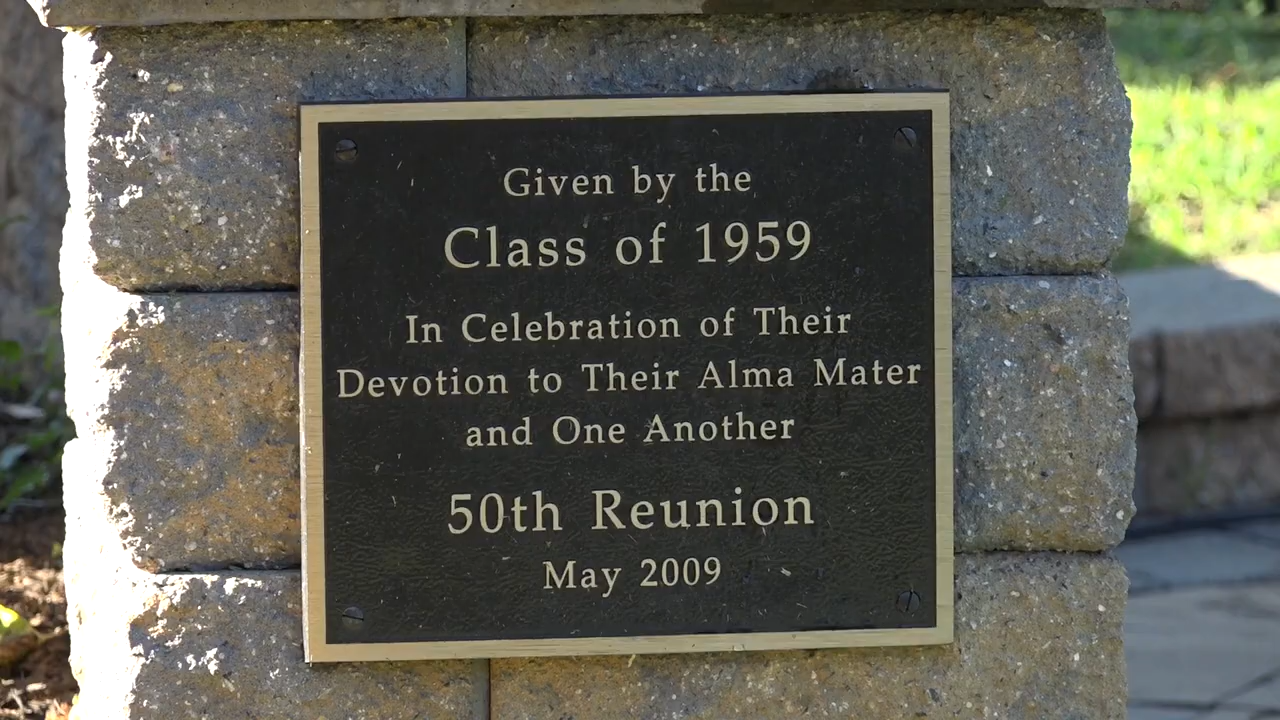 Given by the
Class of 1959
In Celebration of Their
Devotion to Their Alma Mater
and One Another
50th Reunion
May 2009